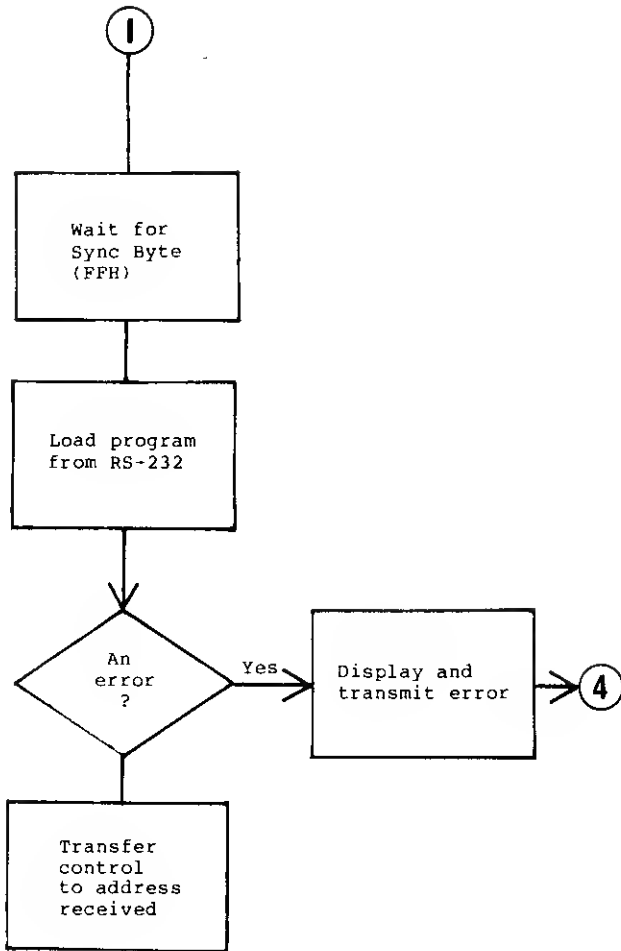 1
Wait for
Sync Byte
(FFH)
Load program
from RS-232
An
error
?
Yes
Display and
transmit error
4
Transfer
control
to address
received